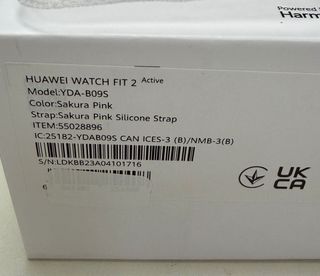 Powered
Harm
HUAWEI WATCH FIT 2 Active
Model:YDA-B09S
Color:Sakura Pink
Strap:Sakura Pink Silicone Strap
ITEM:55028896
IC:25182-YDAB09S CAN ICES-3 (B)/NMB-3(B)
S/N:LDKBB23A04101716
6
UK
CA